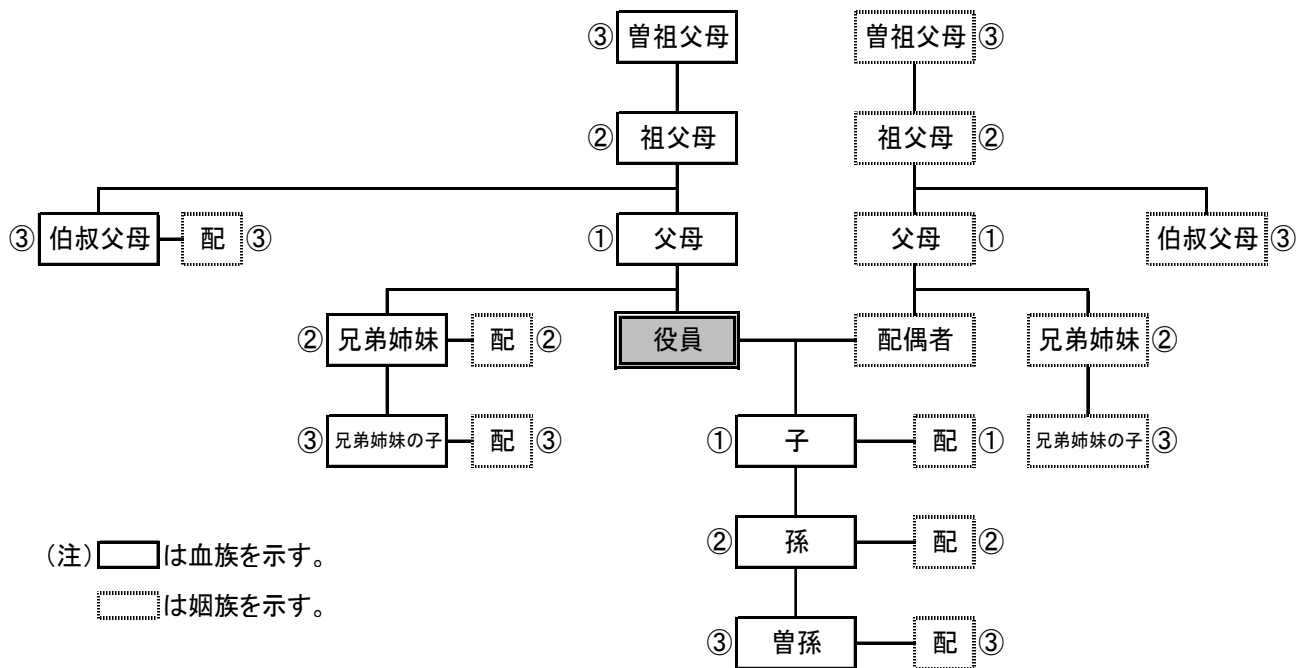 ③ 曽祖父母 曽祖父母 ③
② 祖父母 祖父母 ②
③ 伯叔父母 配 ③ ① 父母 父母 ① 伯叔父母 ③
② 兄弟姉妹 配 ② 役員 配偶者 兄弟姉妹 ②
③ 兄弟姉妹の子 配 ③ ① 子 配 ① 兄弟姉妹の子 ③
② 孫 配 ②
(注) は血族を示す。
は姻族を示す。
③ 曽孫 配 ③